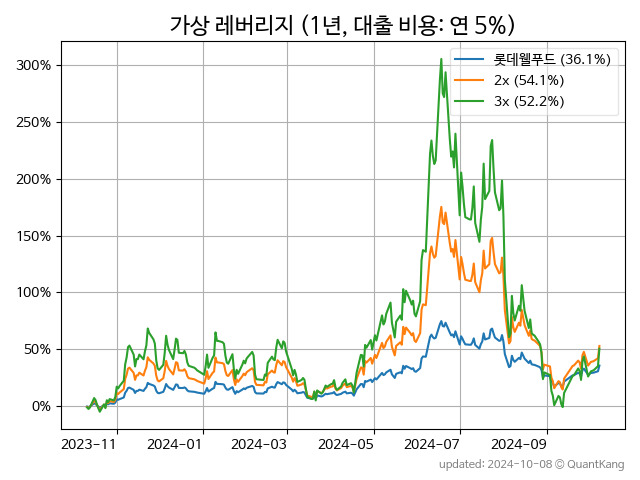 가상 레버리지 (1년, 대출 비용: 연 5%)
롯데웰푸드 (36.1%)
2x (54.1%)
3x (52.2%)
300%
250%
200%
150%
100%
50%
0%
2023-11
2024-01
2024-03
2024-05
2024-07
2024-09
updated: 2024-10-08 © QuantKang